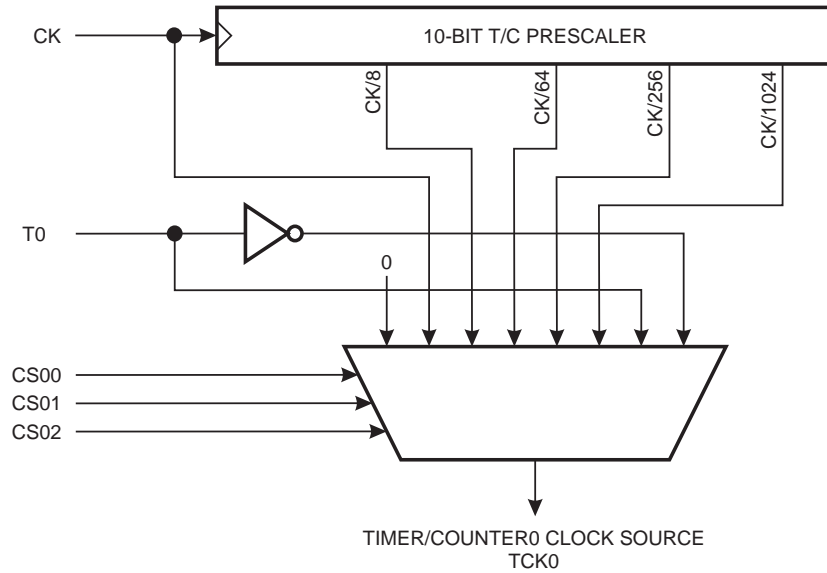 CK
10-BIT T/C PRESCALER
CK/8
CK/64
CK/256
CK/1024
T0
0
CS00
CS01
CS02
TIMER/COUNTER0 CLOCK SOURCE
TCK0